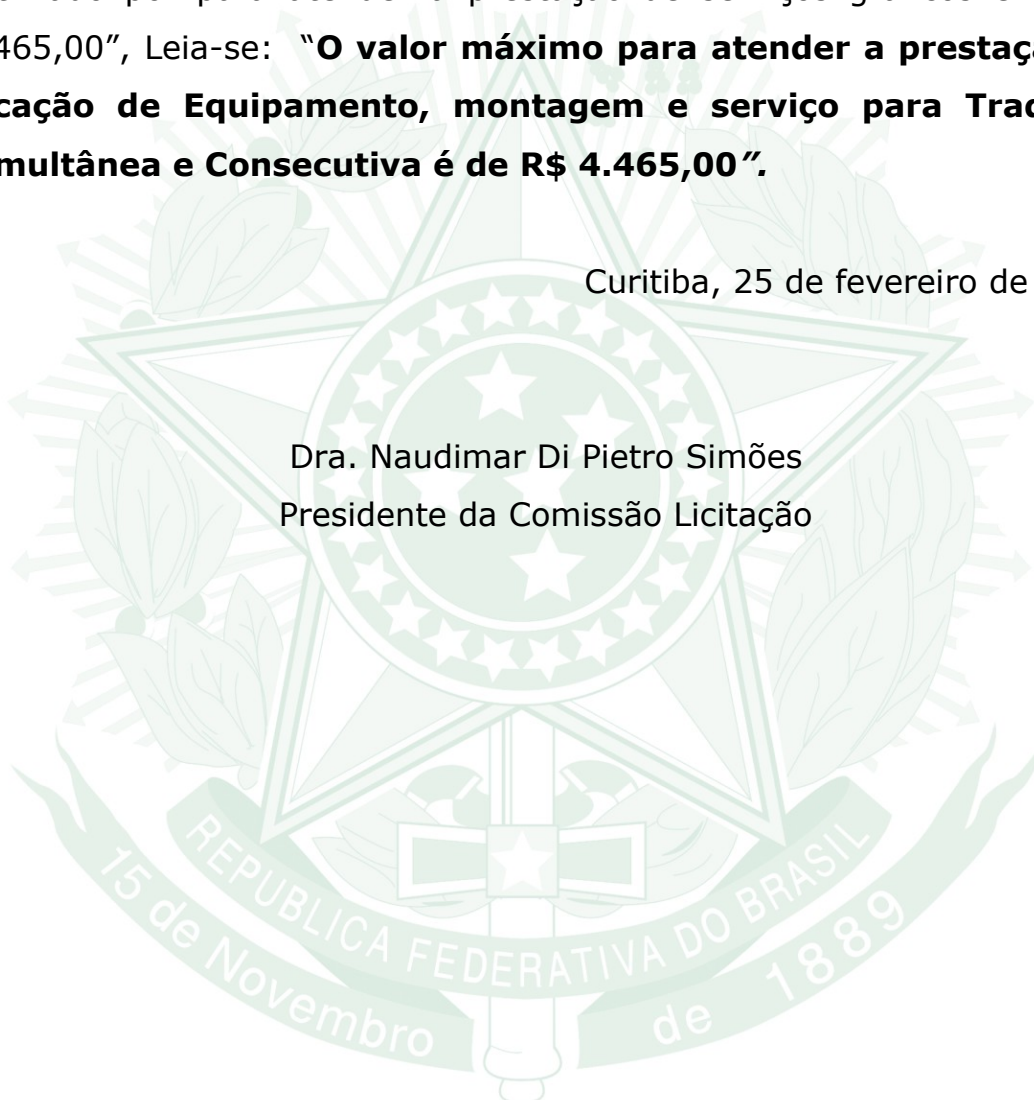 465,00”, Leia-se: “O valor máximo para atender a prestaç
cação de Equipamento, montagem e serviço para Trad
multânea e Consecutiva é de R$ 4.465,00”.
Curitiba, 25 de fevereiro de
Dra. Naudimar Di Pietro Simões
Presidente da Comissão Licitação
REPUBLICA FEDERATIVA DO BRASIL
15 de Novembro de 1889